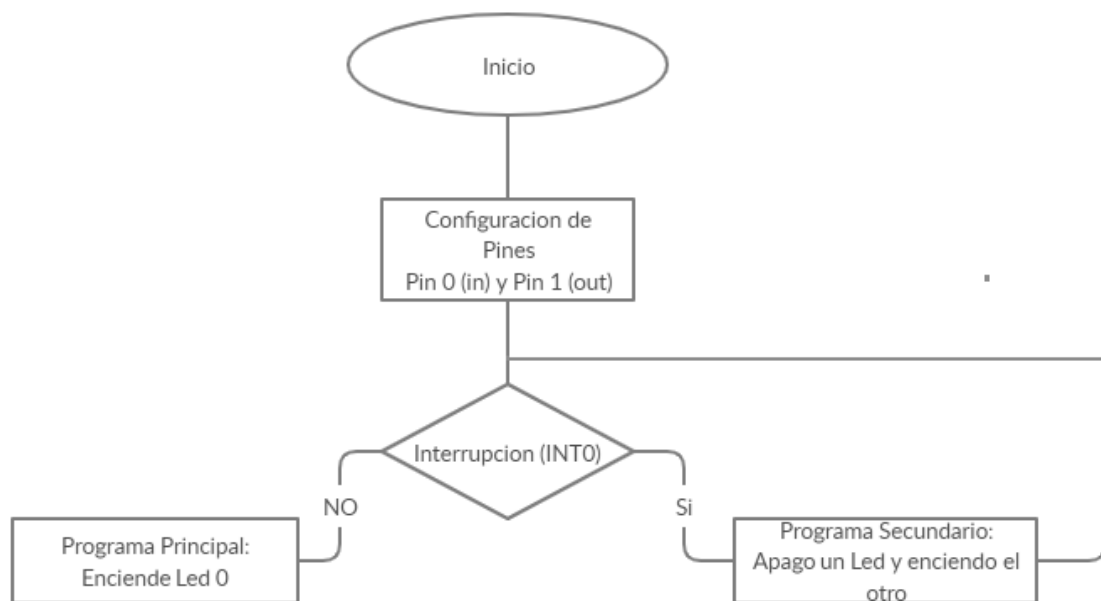 Inicio
Configuracion de
Pines
Pin 0 (in) y Pin 1 (out)
Interrupcion (INT0)
NO
Si
Programa Principal:
Enciende Led 0
Programa Secundario:
Apago un Led y enciendo el
otro